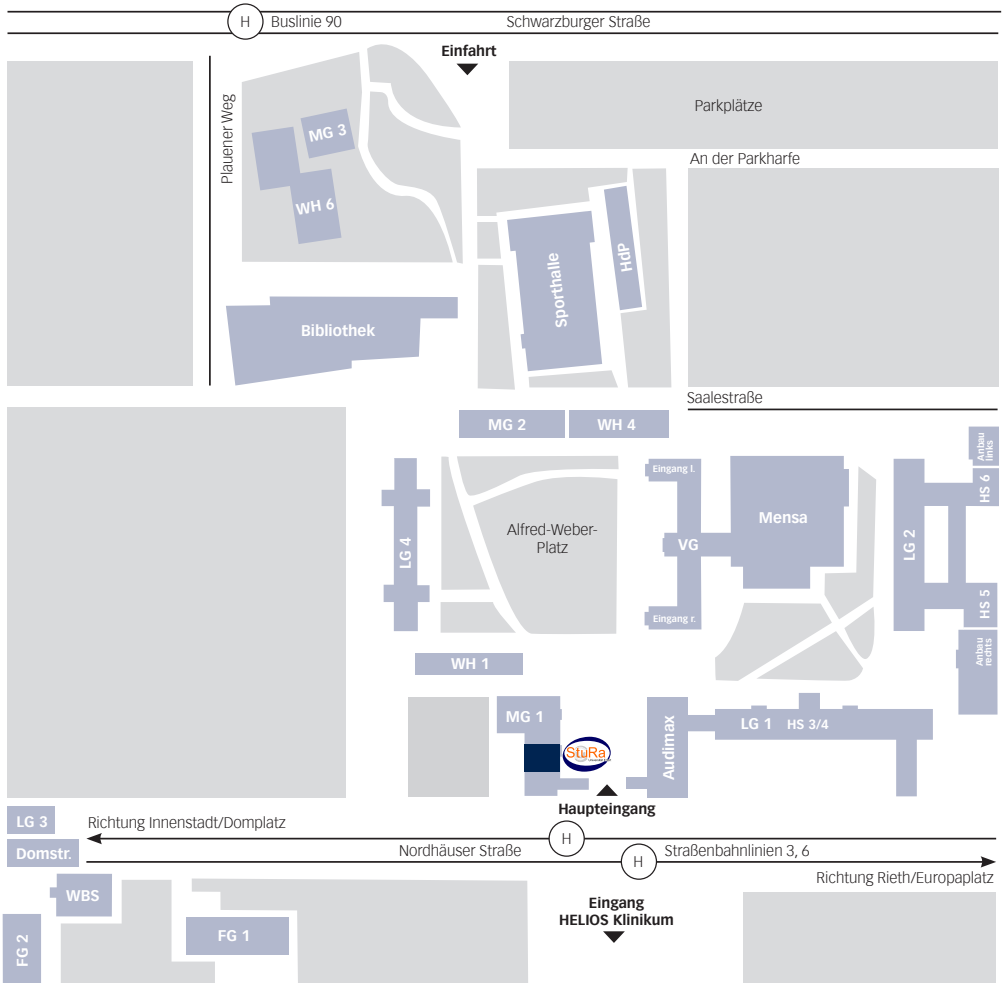 H Buslinie 90 Schwarzburger Straße
Einfahrt
Plauener Weg
Parkplätze
MG 3
An der Parkharfe
WH 6
HdP
Sporthalle
Bibliothek
Saalestraße
MG 2 WH 4
Anbau
links
Eingang l.
HS 6
Mensa
Alfred-Weber-
Platz
VG
LG 4
LG 2
HS 5
Eingang r.
Anbau
rechts
WH 1
MG 1
LG 1 HS 3/4
Audimax
StuRa
Haupteingang
LG 3
Richtung Innenstadt/Domplatz
H
Domstr.
Nordhäuser Straße
H
Straßenbahnlinien 3, 6
Richtung Rieth/Europaplatz
WBS
Eingang
HELIOS Klinikum
FG 1
FG 2